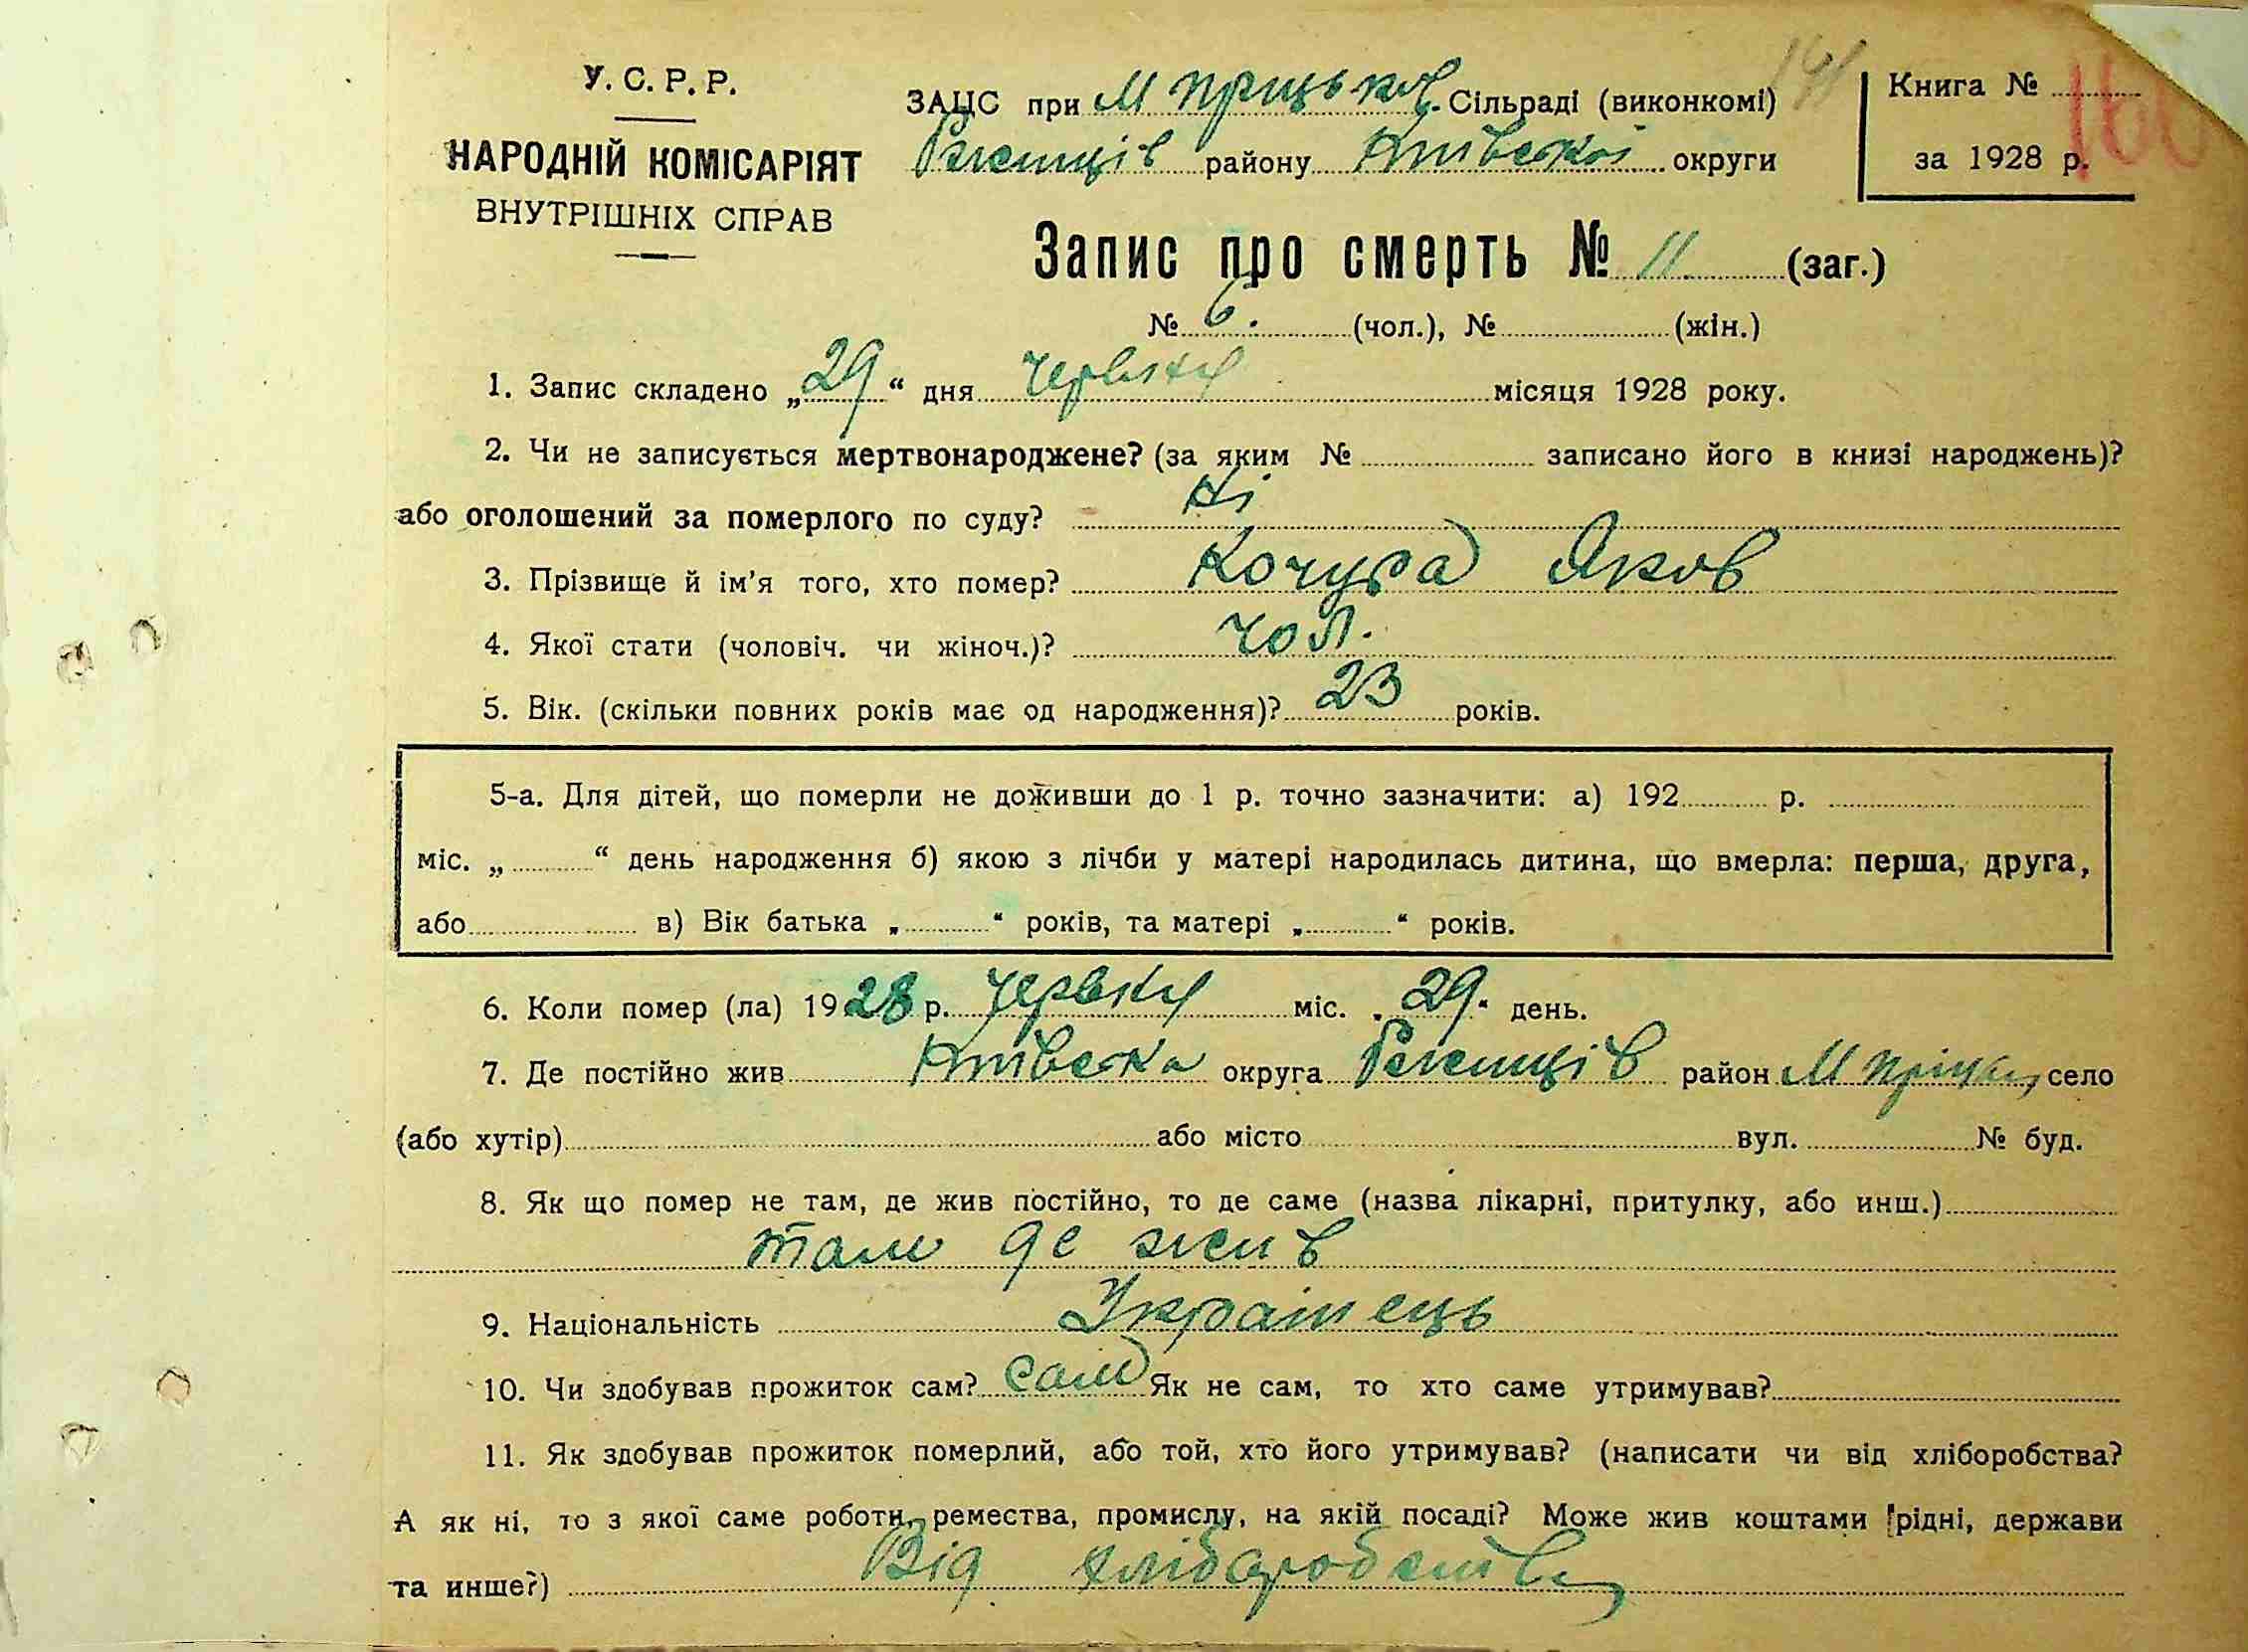 У. С. Р. Р.
НАРОДНІЙ КОМІСАРІЯТ
ВНУТРІШНІХ СПРАВ
ЗАЦС при М Прицьков. Сільраді (виконкомі)
Ржищів району Київської округи
141
Книга №
за 1928 р.
Запис про смерть № 11 (заг.)
№ 6. (чол.), № (жін.)
1. Запис складено „29“ дня червня місяця 1928 року.
2. Чи не записується мертвонароджене? (за яким № записано його в книзі народжень)?
або оголошений за померлого по суду? Ні
3. Прізвище й ім'я того, хто помер? Кочура Яков
4. Якої стати (чоловіч. чи жіноч.)? чол.
5. Вік. (скільки повних років має од народження)? 23 років.
5-а. Для дітей, що померли не доживши до 1 р. точно зазначити: а) 192 р.
міс. „ “ день народження б) якою з лічби у матері народилась дитина, що вмерла: перша, друга,
або в) Вік батька „ “ років, та матері „ “ років.
6. Коли помер (ла) 1928 р. червня міс. „29“ день.
7. Де постійно жив Київська округа Ржищів район М Пріцьки село
(або хутір) або місто вул. № буд.
8. Як що помер не там, де жив постійно, то де саме (назва лікарні, притулку, або инш.)
там де жив
9. Національність Українець
10. Чи здобував прожиток сам? сам Як не сам, то хто саме утримував?
11. Як здобував прожиток померлий, або той, хто його утримував? (написати чи від хліборобства?
А як ні, то з якої саме роботи, ремества, промислу, на якій посаді? Може жив коштами рідні, держави
та инше?) Від хліборобства